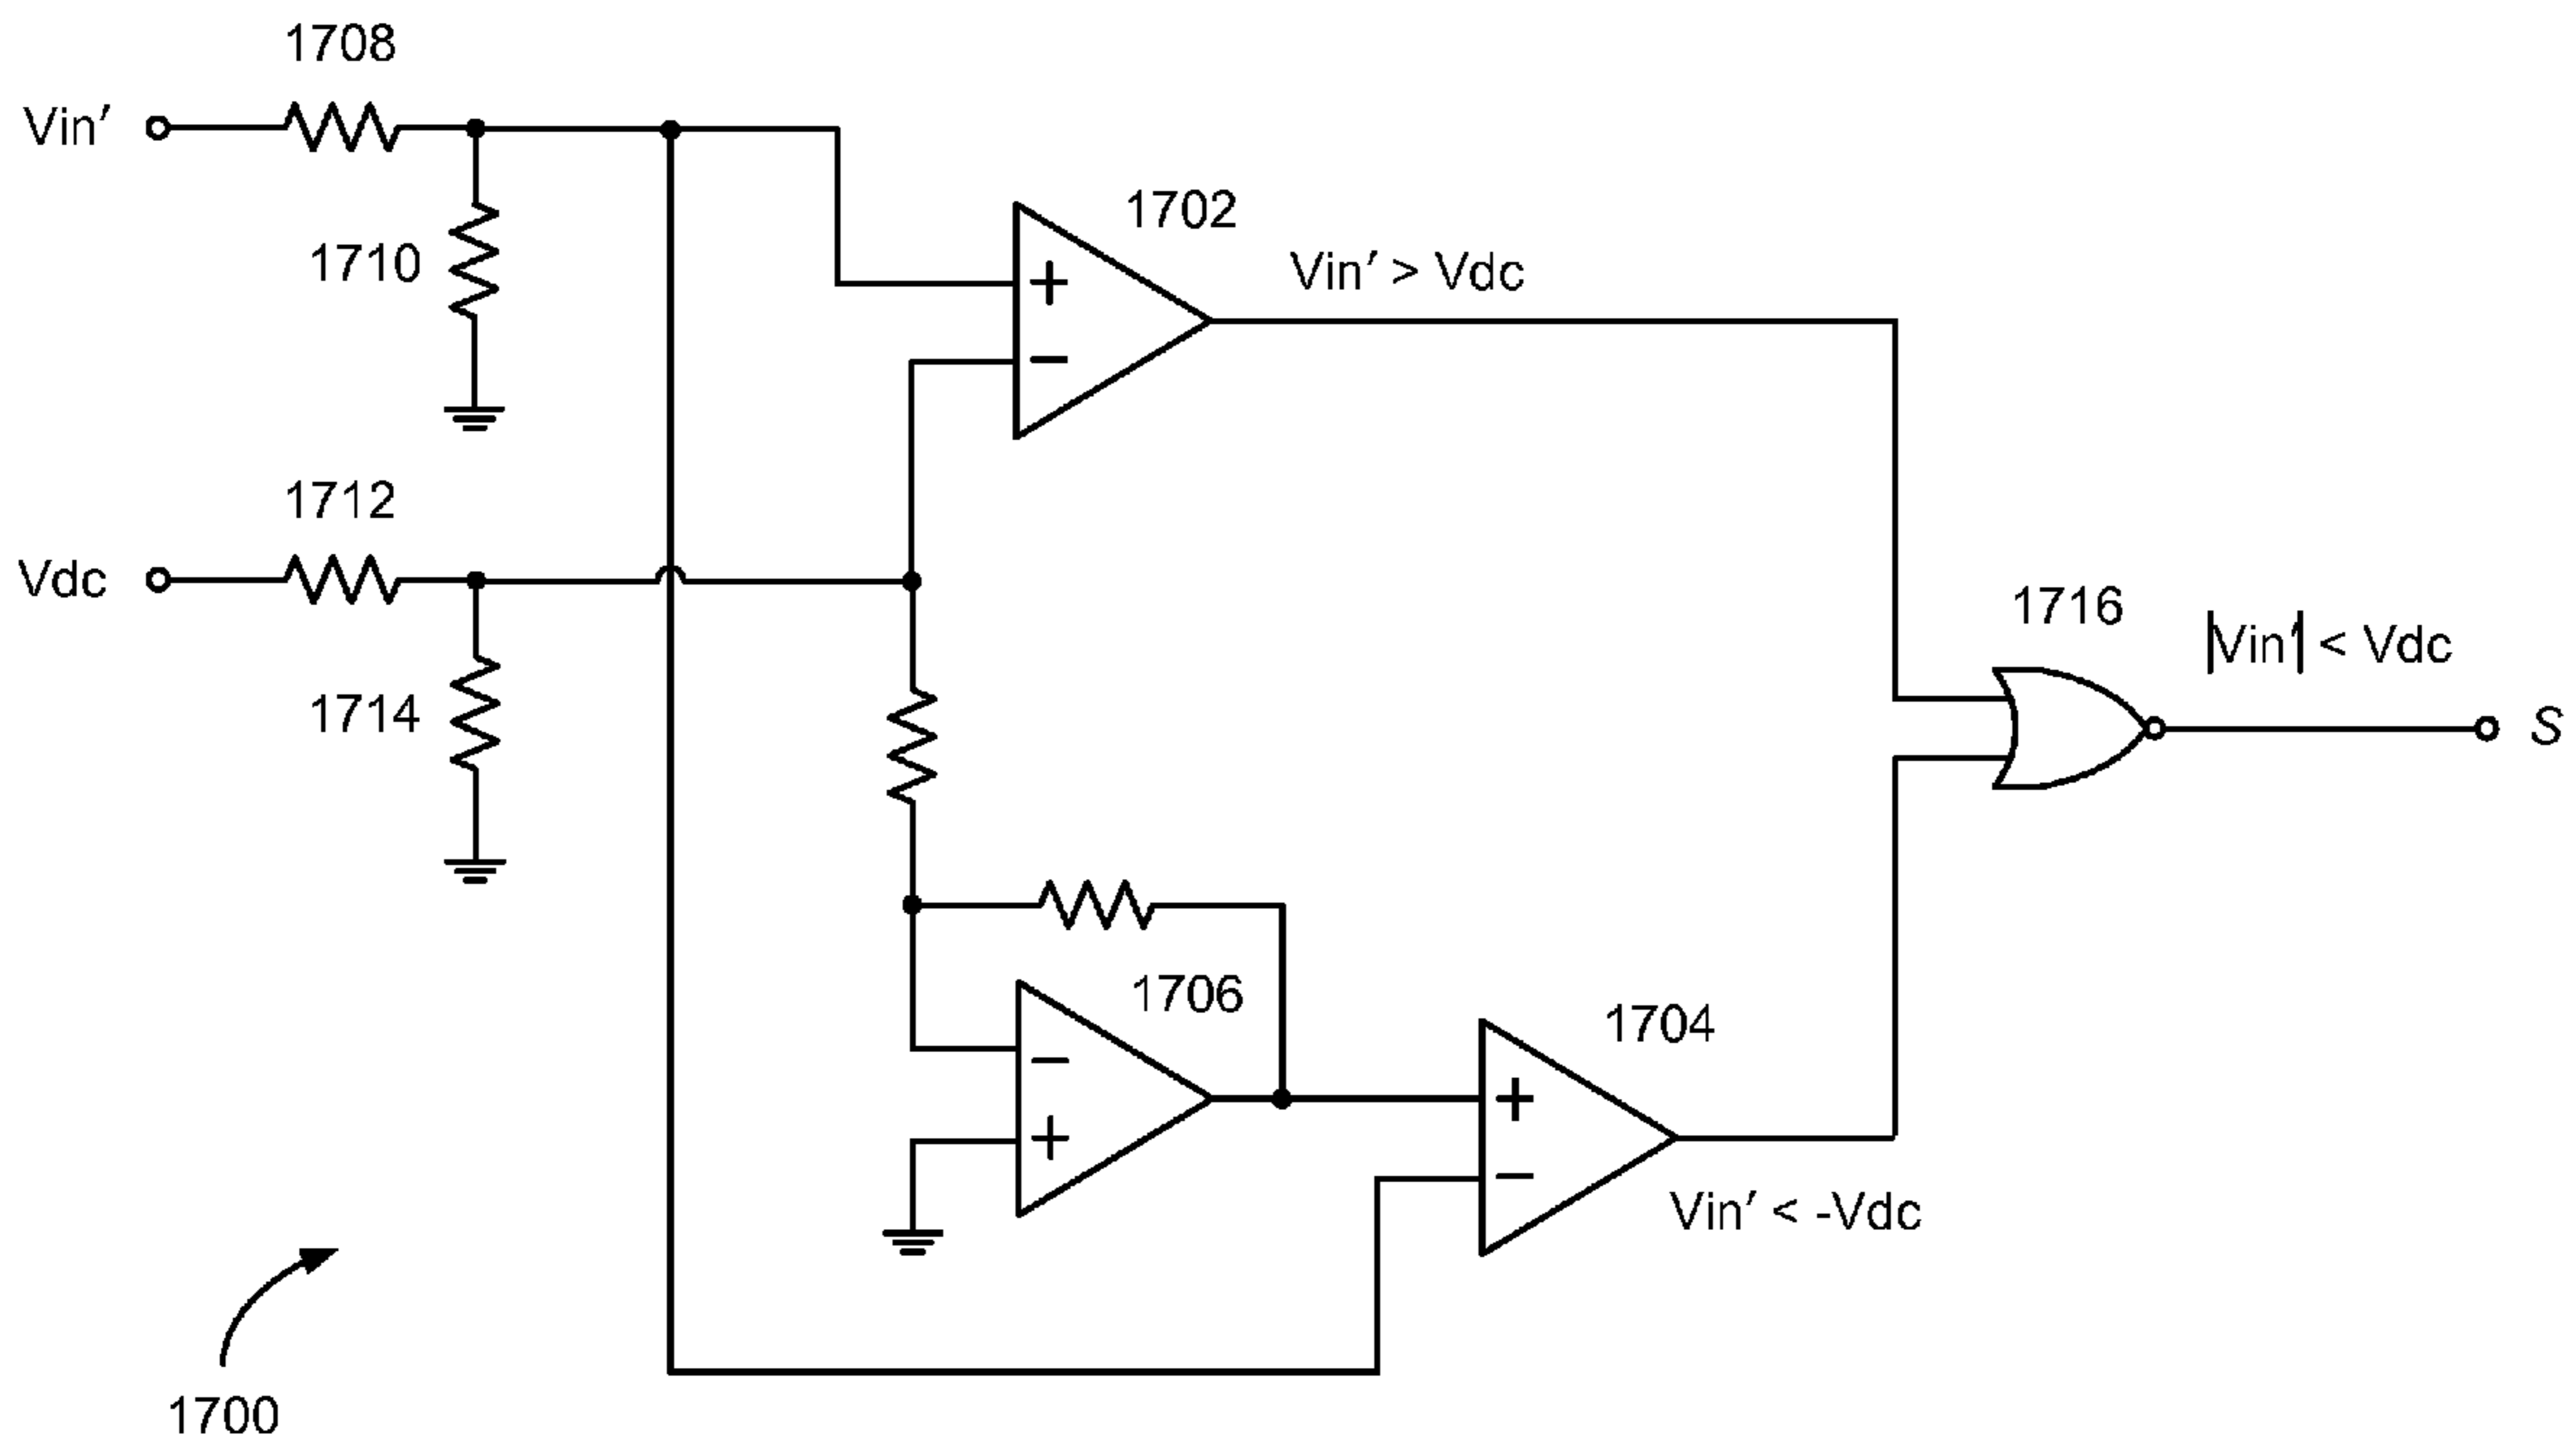 1708
Vin′
1710
1702
+
−
Vin′ > Vdc
1712
Vdc
1714
1716
|Vin′| < Vdc
S
1706
−
+
1704
+
−
Vin′ < -Vdc
1700